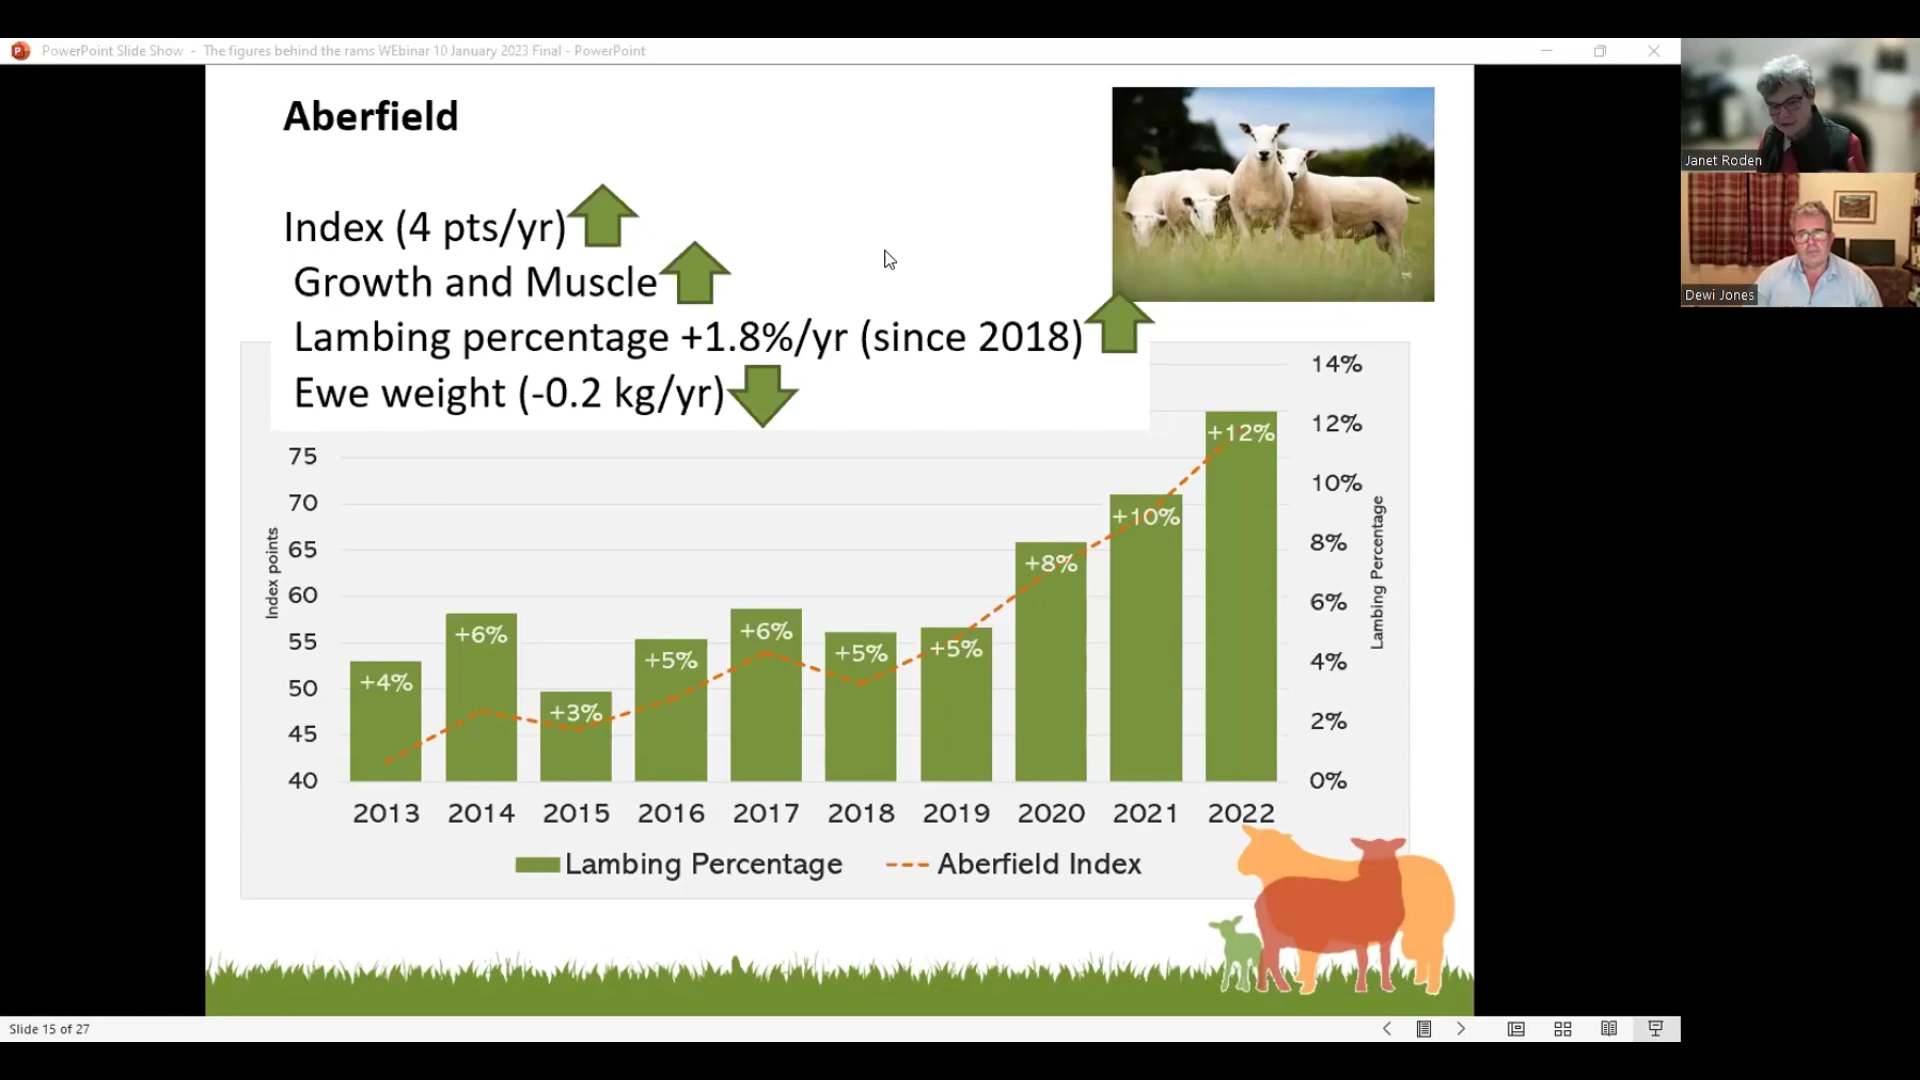 PowerPoint Slide Show - The figures behind the rams WEbinar 10 January 2023 Final - PowerPoint
Janet Roden
Dewi Jones
Aberfield
Index (4 pts/yr)
Growth and Muscle
Lambing percentage +1.8%/yr (since 2018)
Ewe weight (-0.2 kg/yr)
75
70
65
60
55
50
45
40
Index points
+4%
+6%
+3%
+5%
+6%
+5%
+5%
+8%
+10%
+12%
14%
12%
10%
8%
6%
4%
2%
0%
Lambing Percentage
2013 2014 2015 2016 2017 2018 2019 2020 2021 2022
Lambing Percentage Aberfield Index
Slide 15 of 27